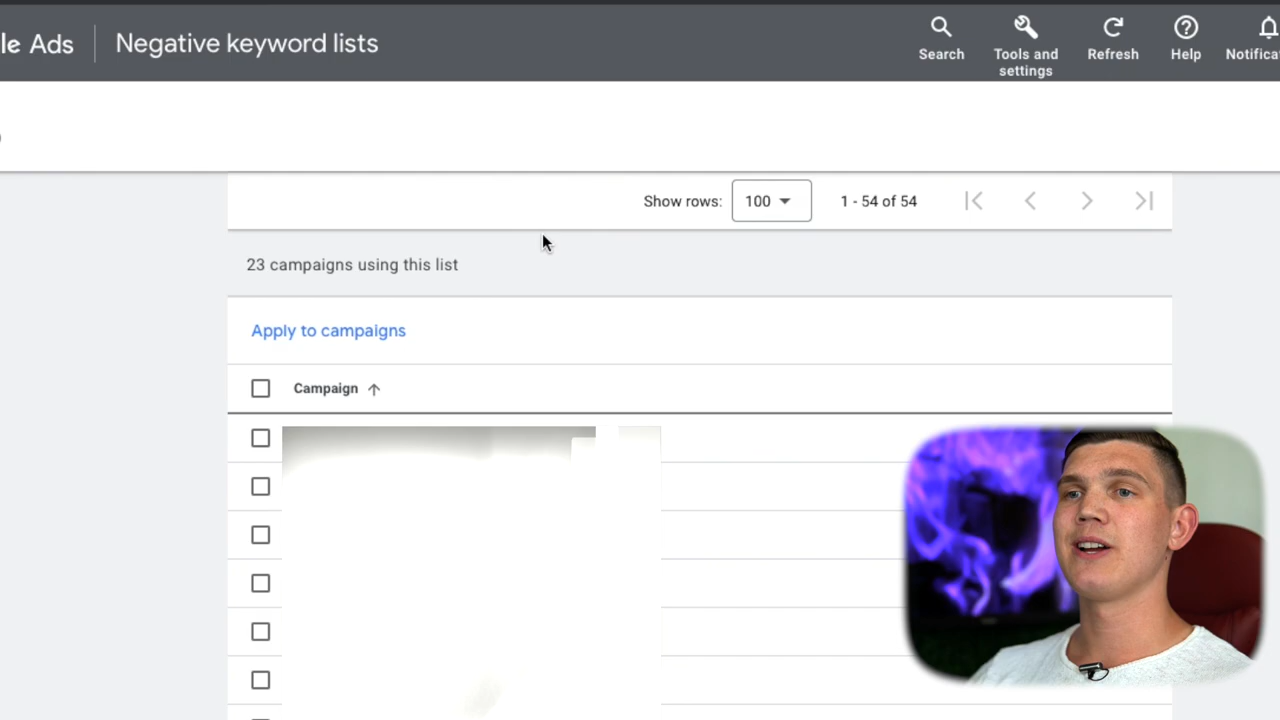 le Ads
Negative keyword lists
Search
Tools and
settings
Refresh
Help
Notifica
Show rows:
100
1 - 54 of 54
23 campaigns using this list
Apply to campaigns
Campaign